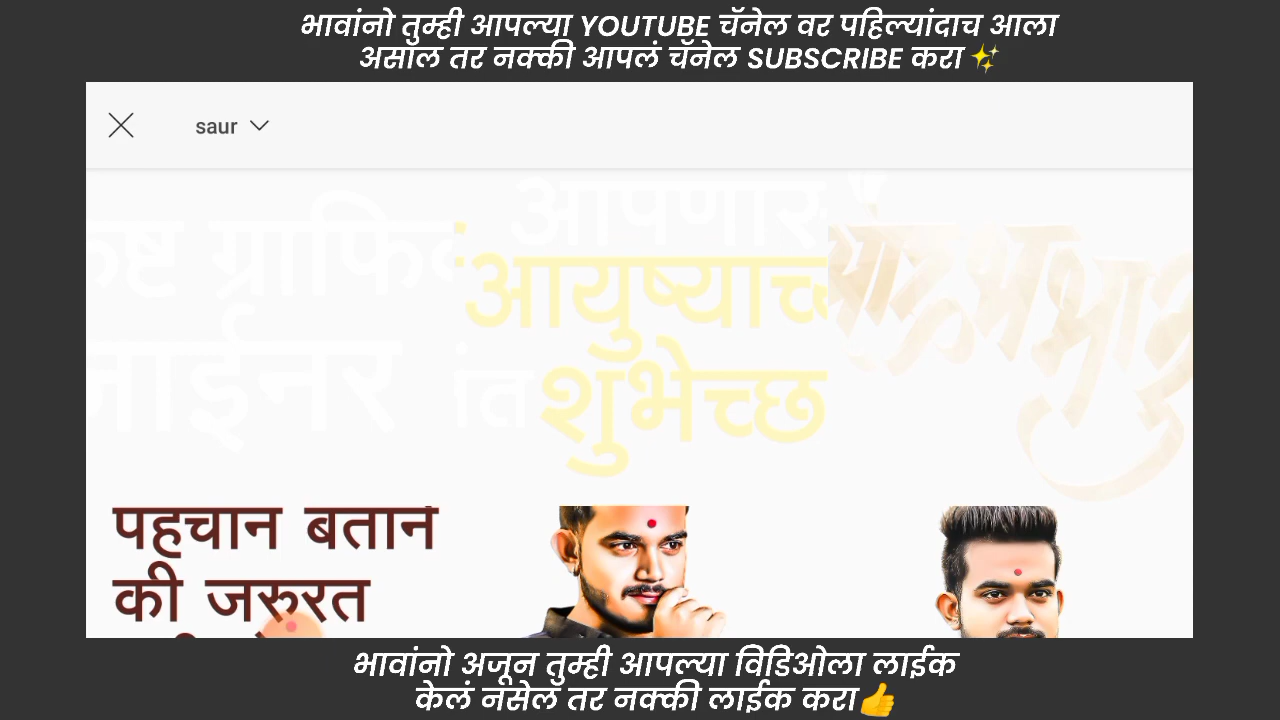 भावांनो तुम्ही आपल्या YOUTUBE चॅनेल वर पहिल्यांदाच आला
असाल तर नक्की आपलं चॅनेल SUBSCRIBE करा ✨
saur
ग्राफि
आयुष्याच्
शुभेच्छ
पहचान बताने
की जरुरत
भावांनो अजून तुम्ही आपल्या विडिओला लाईक
केलं नसेल तर नक्की लाईक करा👍